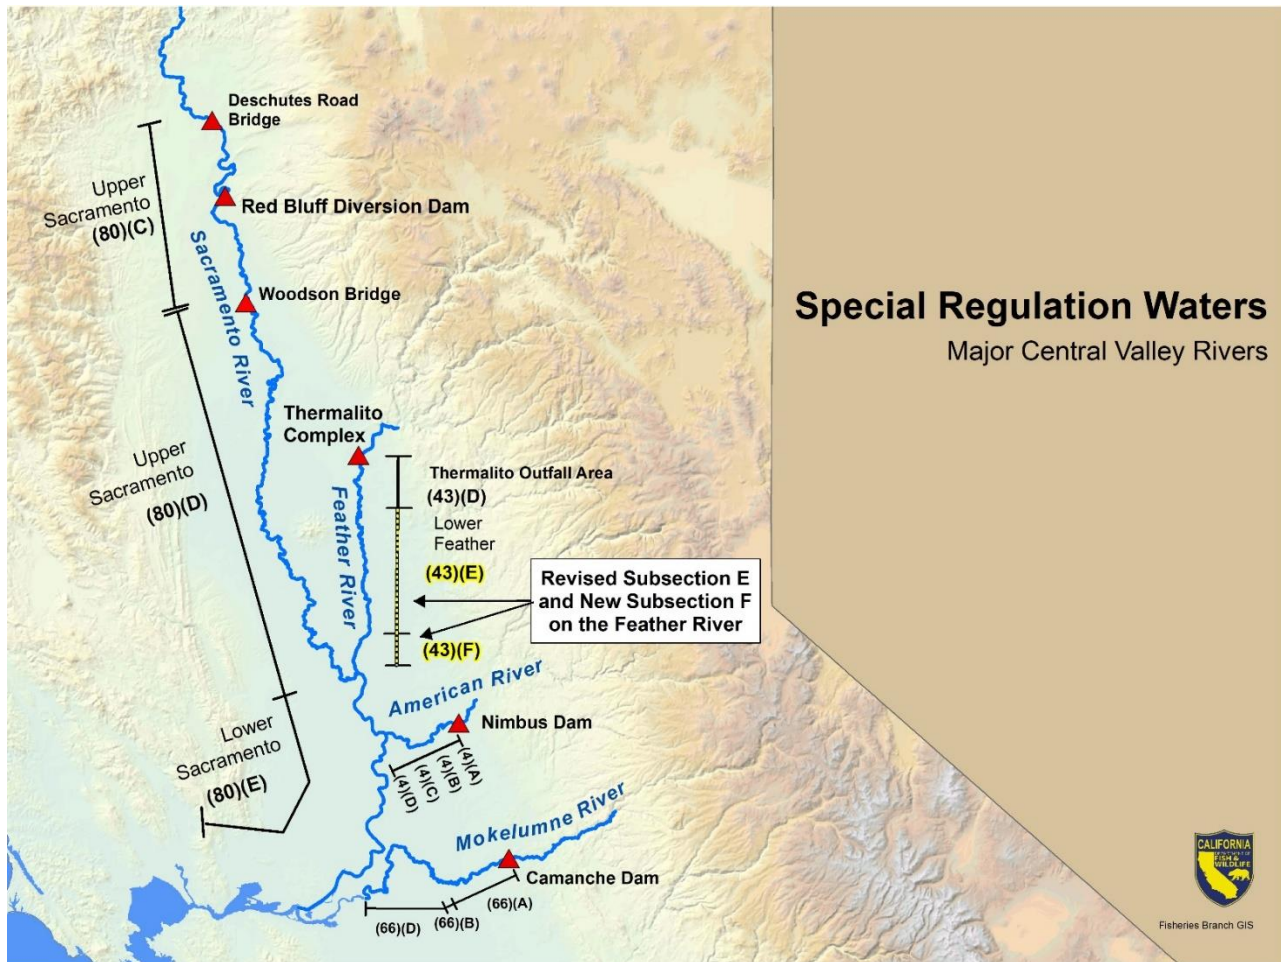 Deschutes Road
Bridge
Upper
Sacramento
(80)(C)
Red Bluff Diversion Dam
Sacramento River
Woodson Bridge
Special Regulation Waters
Major Central Valley Rivers
Thermalito
Complex
Upper
Sacramento
(80)(D)
Feather River
Thermalito Outfall Area
(43)(D)
Lower
Feather
(43)(E)
Revised Subsection E
and New Subsection F
on the Feather River
(43)(F)
American River
Nimbus Dam
Lower
Sacramento
(80)(E)
(4)(A)
(4)(B)
(4)(C)
(4)(D)
Mokelumne River
Camanche Dam
(66)(A)
(66)(B)
(66)(D)
CALIFORNIA
DEPARTMENT OF
FISH &
WILDLIFE
Fisheries Branch GIS